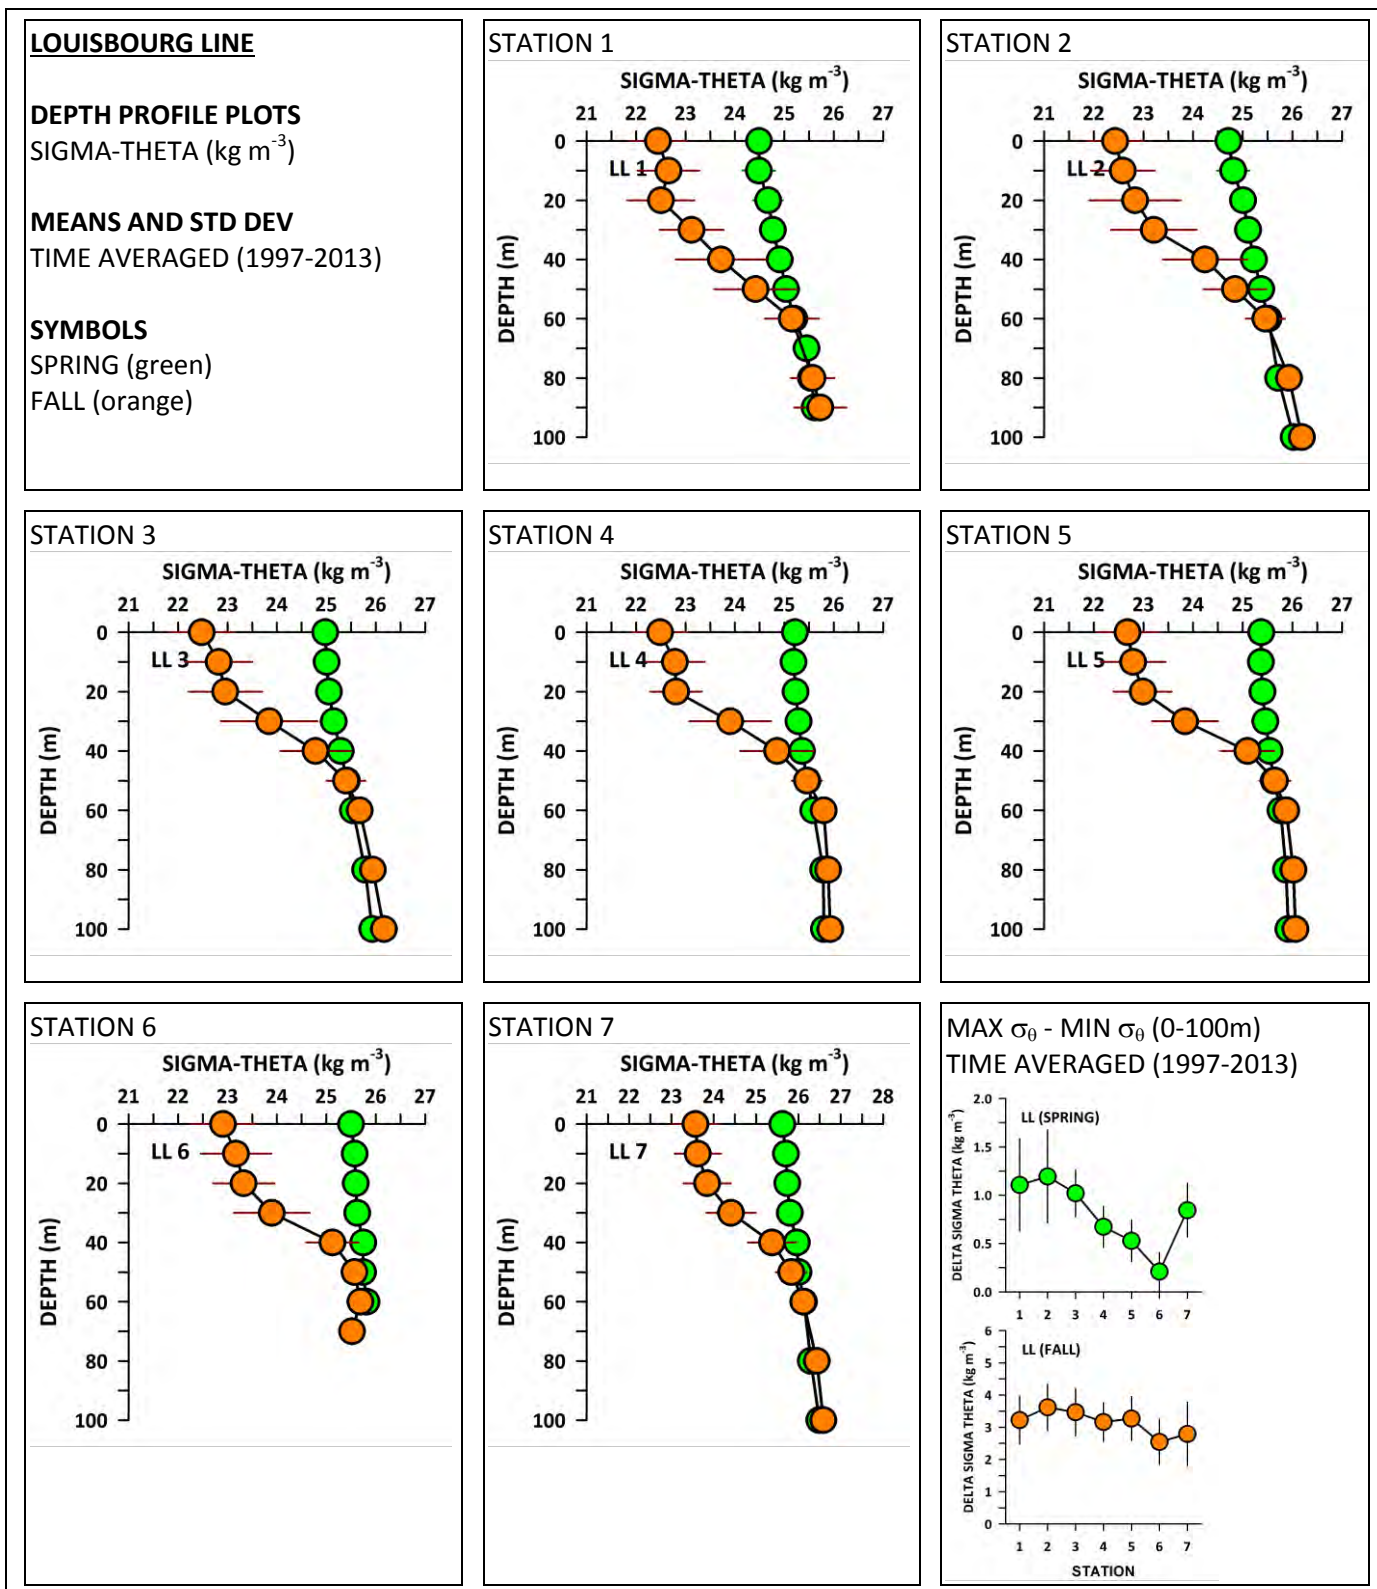 LOUISBOURG LINE
DEPTH PROFILE PLOTS
SIGMA-THETA (kg m-3)
MEANS AND STD DEV
TIME AVERAGED (1997-2013)
SYMBOLS
SPRING (green)
FALL (orange)
STATION 1
SIGMA-THETA (kg m-3)
21 22 23 24 25 26 27
0
20
40
60
80
100
DEPTH (m)
LL 1
STATION 2
SIGMA-THETA (kg m-3)
21 22 23 24 25 26 27
0
20
40
60
80
100
DEPTH (m)
LL 2
STATION 3
SIGMA-THETA (kg m-3)
21 22 23 24 25 26 27
0
20
40
60
80
100
DEPTH (m)
LL 3
STATION 4
SIGMA-THETA (kg m-3)
21 22 23 24 25 26 27
0
20
40
60
80
100
DEPTH (m)
LL 4
STATION 5
SIGMA-THETA (kg m-3)
21 22 23 24 25 26 27
0
20
40
60
80
100
DEPTH (m)
LL 5
STATION 6
SIGMA-THETA (kg m-3)
21 22 23 24 25 26 27
0
20
40
60
80
100
DEPTH (m)
LL 6
STATION 7
SIGMA-THETA (kg m-3)
21 22 23 24 25 26 27 28
0
20
40
60
80
100
DEPTH (m)
LL 7
MAX σθ - MIN σθ (0-100m)
TIME AVERAGED (1997-2013)
LL (SPRING)
DELTA SIGMA THETA (kg m-3)
2.0
1.5
1.0
0.5
0.0
1 2 3 4 5 6 7
LL (FALL)
DELTA SIGMA THETA (kg m-3)
6
5
4
3
2
1
0
1 2 3 4 5 6 7
STATION